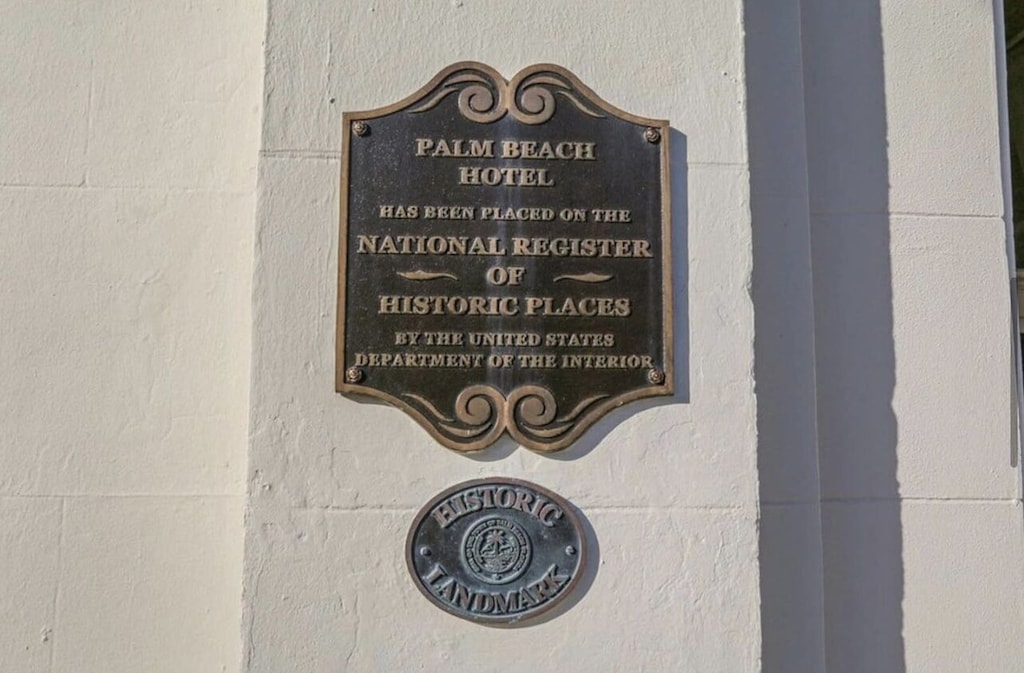 PALM BEACH
HOTEL
HAS BEEN PLACED ON THE
NATIONAL REGISTER
OF
HISTORIC PLACES
BY THE UNITED STATES
DEPARTMENT OF THE INTERIOR
HISTORIC
LANDMARK